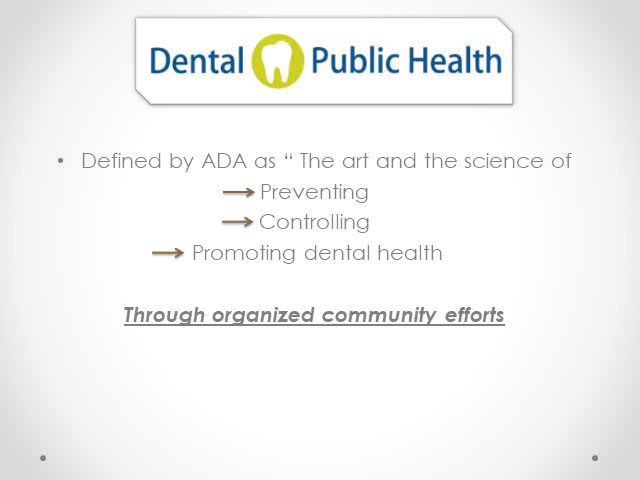 Dental Public Health
• Defined by ADA as “ The art and the science of
Preventing
Controlling
Promoting dental health
Through organized community efforts